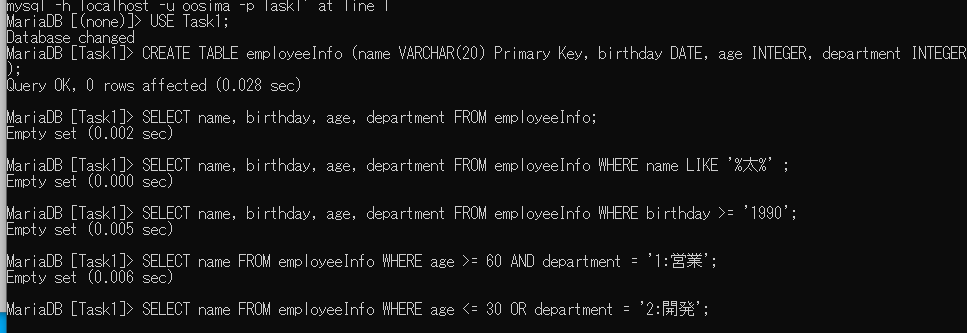 mysql -h localhost -u oosima -p Task1' at line 1
MariaDB [(none)]> USE Task1;
Database changed
MariaDB [Task1]> CREATE TABLE employeeInfo (name VARCHAR(20) Primary Key, birthday DATE, age INTEGER, department INTEGER
);
Query OK, 0 rows affected (0.028 sec)
MariaDB [Task1]> SELECT name, birthday, age, department FROM employeeInfo;
Empty set (0.002 sec)
MariaDB [Task1]> SELECT name, birthday, age, department FROM employeeInfo WHERE name LIKE '%太%' ;
Empty set (0.000 sec)
MariaDB [Task1]> SELECT name, birthday, age, department FROM employeeInfo WHERE birthday >= '1990';
Empty set (0.005 sec)
MariaDB [Task1]> SELECT name FROM employeeInfo WHERE age >= 60 AND department = '1:営業';
Empty set (0.006 sec)
MariaDB [Task1]> SELECT name FROM employeeInfo WHERE age <= 30 OR department = '2:開発';